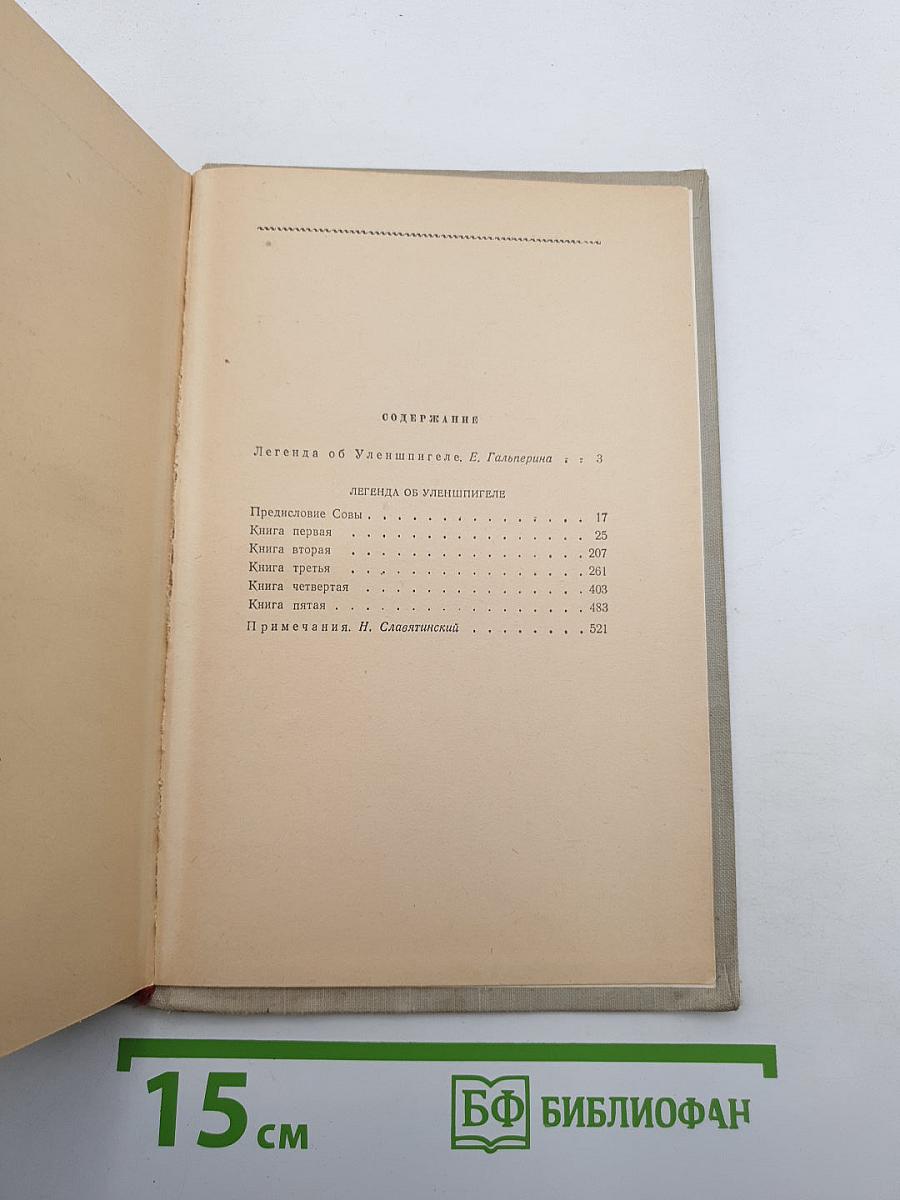 СОДЕРЖАНИЕ
Легенда об Уленшпигеле. Е. Гальперина . . 3
ЛЕГЕНДА ОБ УЛЕНШПИГЕЛЕ
Предисловие Совы . . . . . . . . . . . . . . . 17
Книга первая . . . . . . . . . . . . . . . . 25
Книга вторая . . . . . . . . . . . . . . . . 207
Книга третья . . . . . . . . . . . . . . . . 261
Книга четвертая . . . . . . . . . . . . . . . 403
Книга пятая . . . . . . . . . . . . . . . . . 483
Примечания. Н. Славятинский . . . . . . . . 521
15 см
БФ БИБЛИОФАН